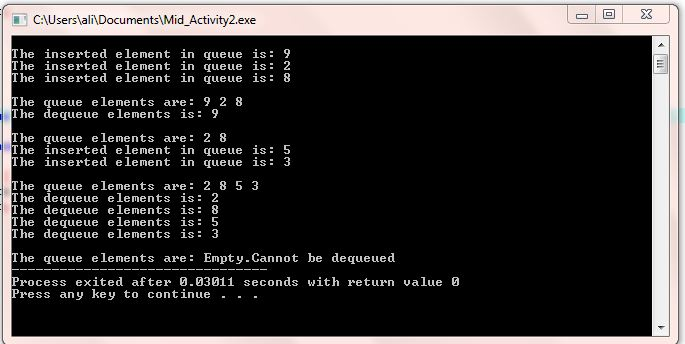 C:\Users\ali\Documents\Mid_Activity2.exe
The inserted element in queue is: 9
The inserted element in queue is: 2
The inserted element in queue is: 8
The queue elements are: 9 2 8
The dequeue elements is: 9
The queue elements are: 2 8
The inserted element in queue is: 5
The inserted element in queue is: 3
The queue elements are: 2 8 5 3
The dequeue elements is: 2
The dequeue elements is: 8
The dequeue elements is: 5
The dequeue elements is: 3
The queue elements are: Empty.Cannot be dequeued
--------------------------------
Process exited after 0.03011 seconds with return value 0
Press any key to continue . . .